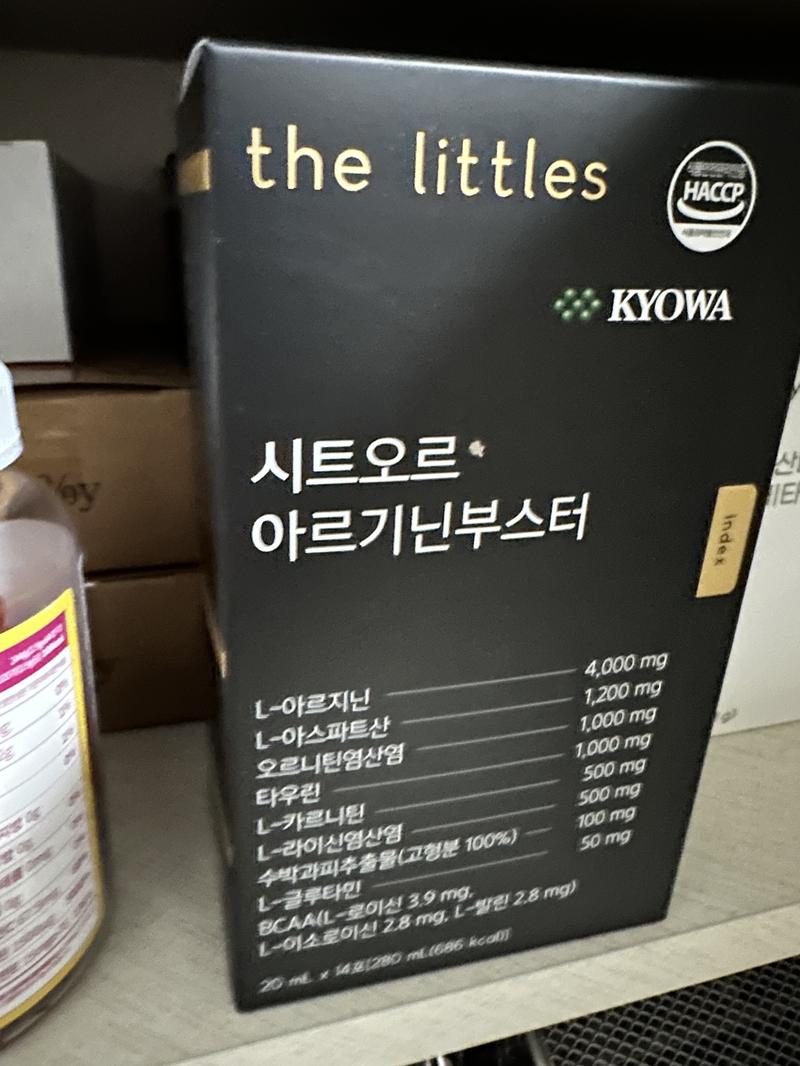 the littles
HACCP
KYOWA
시트오르*
아르기닌부스터
index
L-아르지닌 4,000 mg
L-아스파트산 1,200 mg
오르니틴염산염 1,000 mg
타우린 1,000 mg
L-카르니틴 500 mg
L-라이신염산염 500 mg
수박과피추출물(고형분 100%) 100 mg
L-글루타민 50 mg
BCAA(L-로이신 3.9 mg,
L-이소로이신 2.8 mg, L-발린 2.8 mg)
20 mL x 14포[280 mL(686 kcal)]